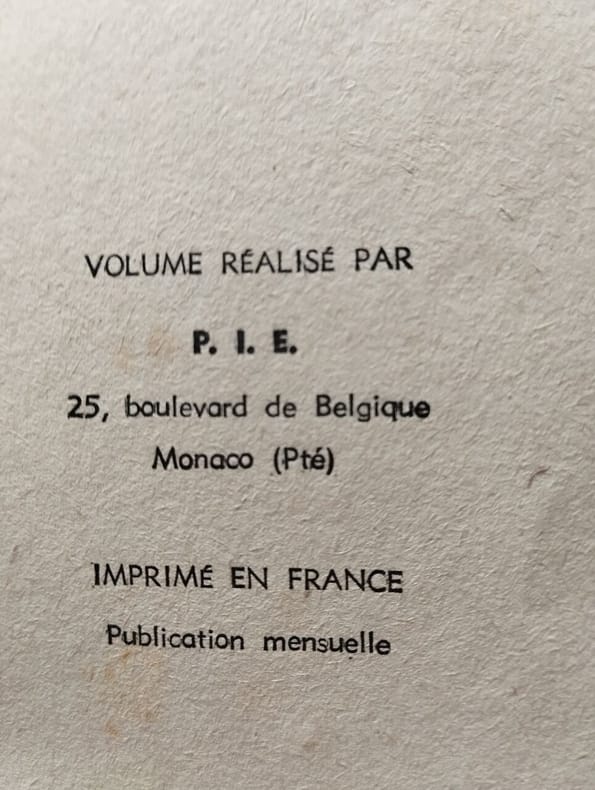 VOLUME RÉALISÉ PAR
P. I. E.
25, boulevard de Belgique
Monaco (Pté)
IMPRIMÉ EN FRANCE
Publication mensuelle